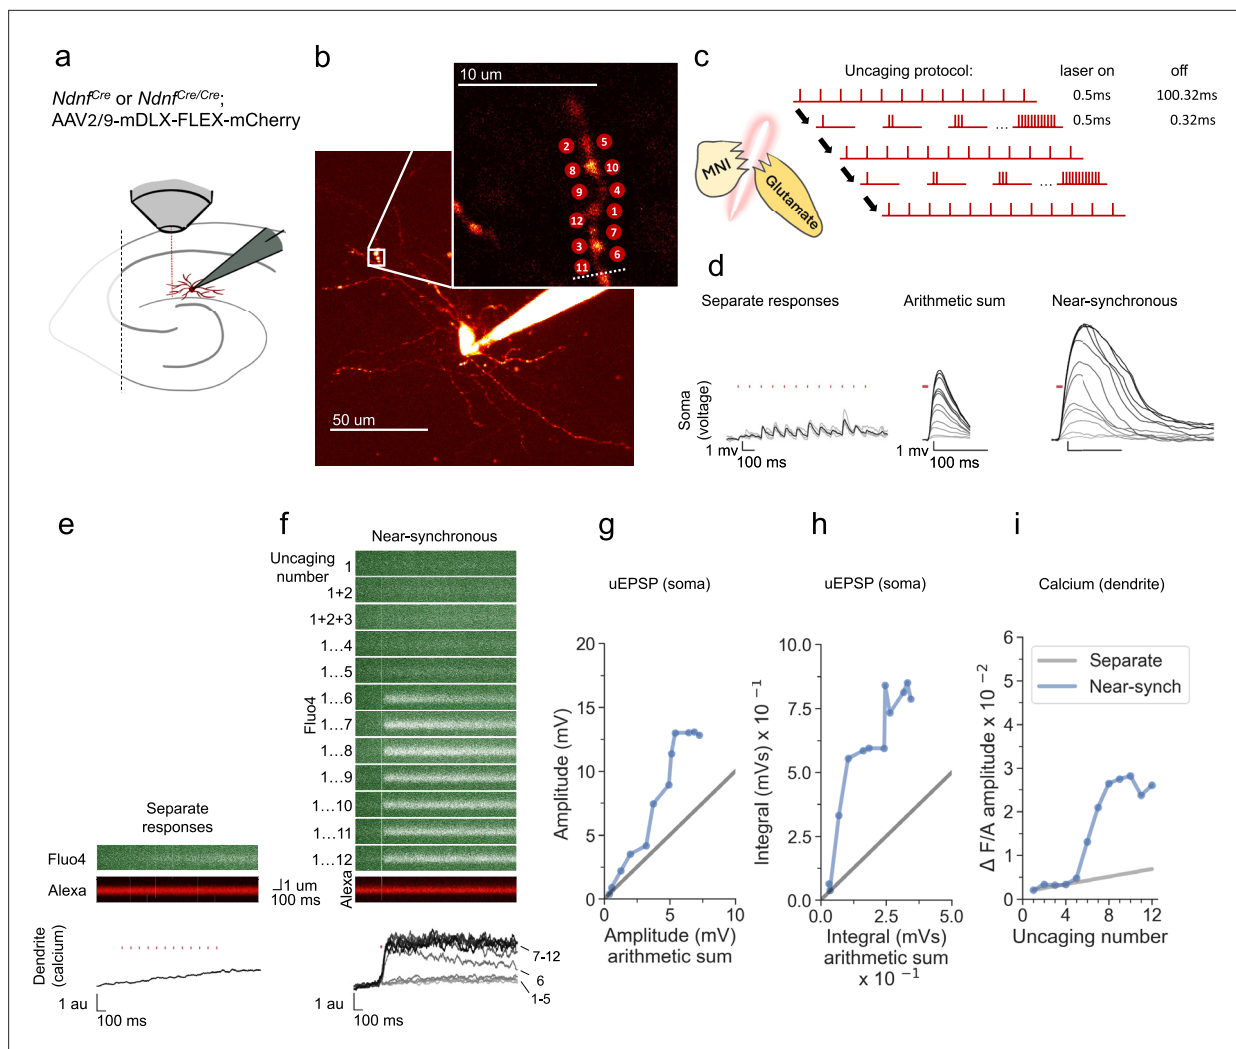 a
Ndnf^Cre or Ndnf^Cre/Cre;
AAV2/9-mDLX-FLEX-mCherry
b
10 um
2
5
8
10
9
4
12
1
7
3
6
11
50 um
c
Uncaging protocol:
laser on
off
0.5ms
100.32ms
0.5ms
0.32ms
...
...
MNI
Glutamate
d
Separate responses
Arithmetic sum
Near-synchronous
Soma
(voltage)
1 mv
100 ms
1 mv
100 ms
e
Separate
responses
Fluo4
Alexa
1 um
100 ms
Dendrite
(calcium)
1 au
100 ms
f
Near-synchronous
Uncaging
number
1
1+2
1+2+3
1...4
1...5
1...6
1...7
1...8
1...9
1...10
1...11
1...12
Fluo4
Alexa
7-12
6
1-5
1 au
100 ms
g
uEPSP (soma)
Amplitude (mV)
20
15
10
5
0
0
5
10
Amplitude (mV)
arithmetic sum
h
uEPSP (soma)
Integral (mVs) x 10⁻¹
10.0
7.5
5.0
2.5
0.0
0.0
2.5
5.0
Integral (mVs)
arithmetic sum
x 10⁻¹
i
Calcium (dendrite)
Δ F/A amplitude x 10⁻²
6
5
4
3
2
1
0
Separate
Near-synch
0
4
8
12
Uncaging number